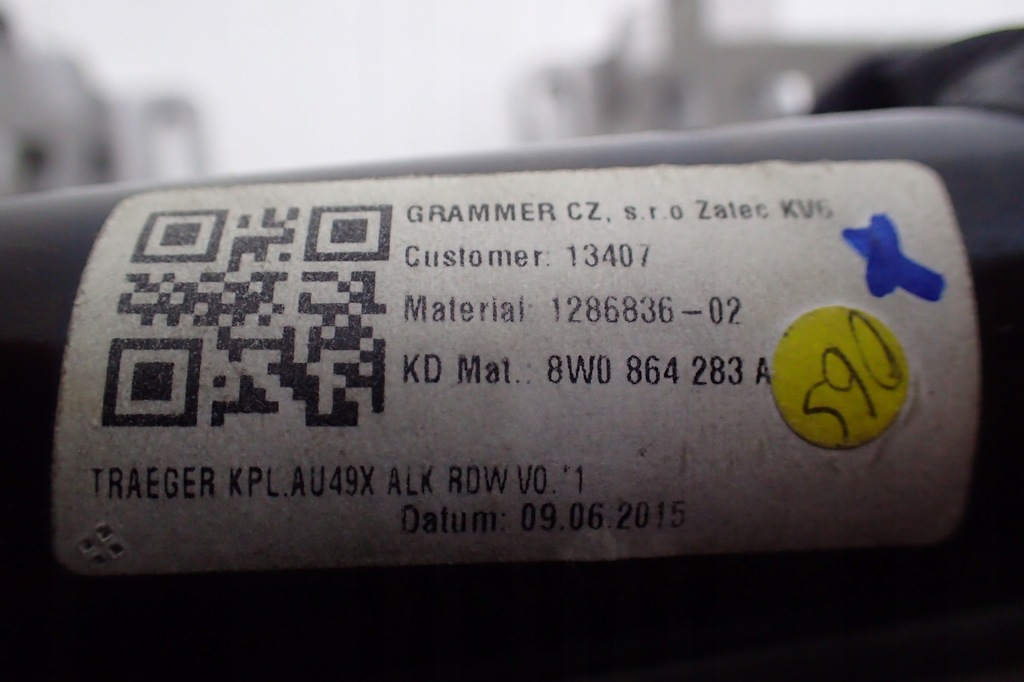 GRAMMER CZ, s.r.o Zatec KV6
Customer: 13407
Material: 1286836-02
KD Mat.: 8W0 864 283 A
590
TRAEGER KPL.AU49X ALK RDW V0.*1
Datum: 09.06.2015